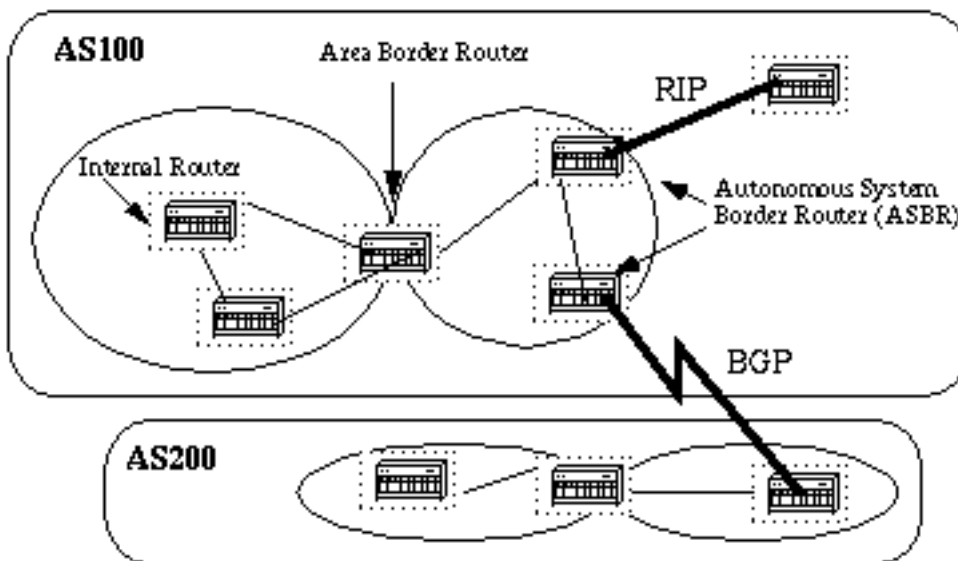 AS100
Area Border Router
RIP
Internal Router
Autonomous System
Border Router (ASBR)
BGP
AS200